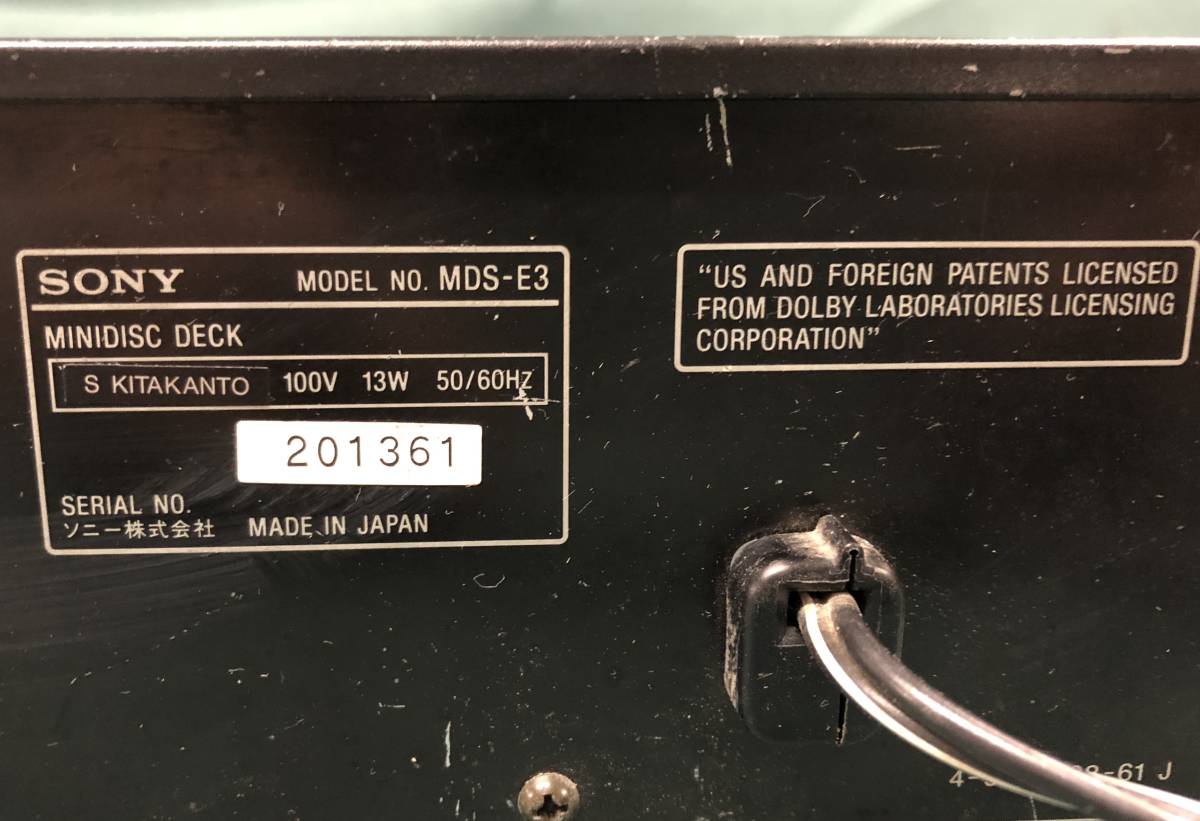 SONY MODEL NO. MDS-E3
MINIDISC DECK
S KITAKANTO 100V 13W 50/60Hz
201361
SERIAL NO.
ソニー株式会社 MADE IN JAPAN
"US AND FOREIGN PATENTS LICENSED
FROM DOLBY LABORATORIES LICENSING
CORPORATION"
-61 J